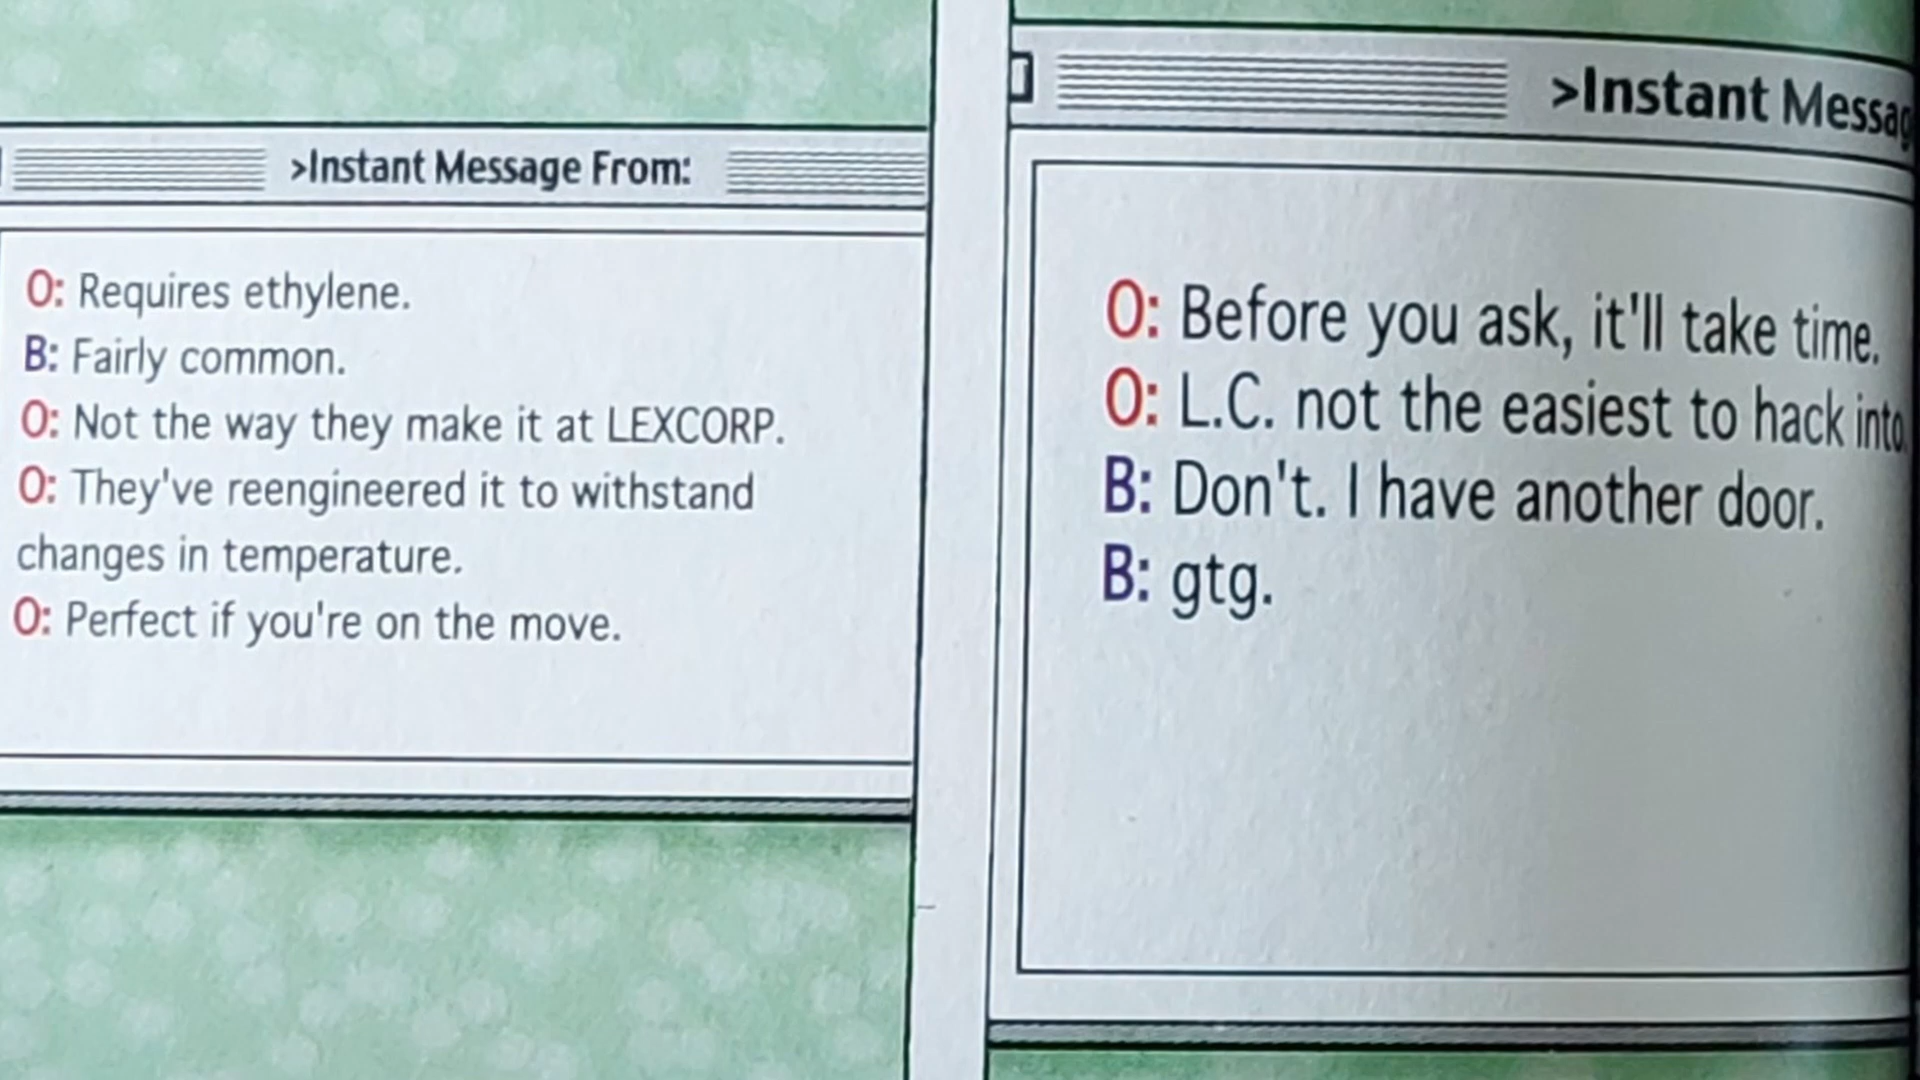 >Instant Message From:
O: Requires ethylene.
B: Fairly common.
O: Not the way they make it at LEXCORP.
O: They've reengineered it to withstand
changes in temperature.
O: Perfect if you're on the move.
>Instant Messag
O: Before you ask, it'll take time.
O: L.C. not the easiest to hack into.
B: Don't. I have another door.
B: gtg.